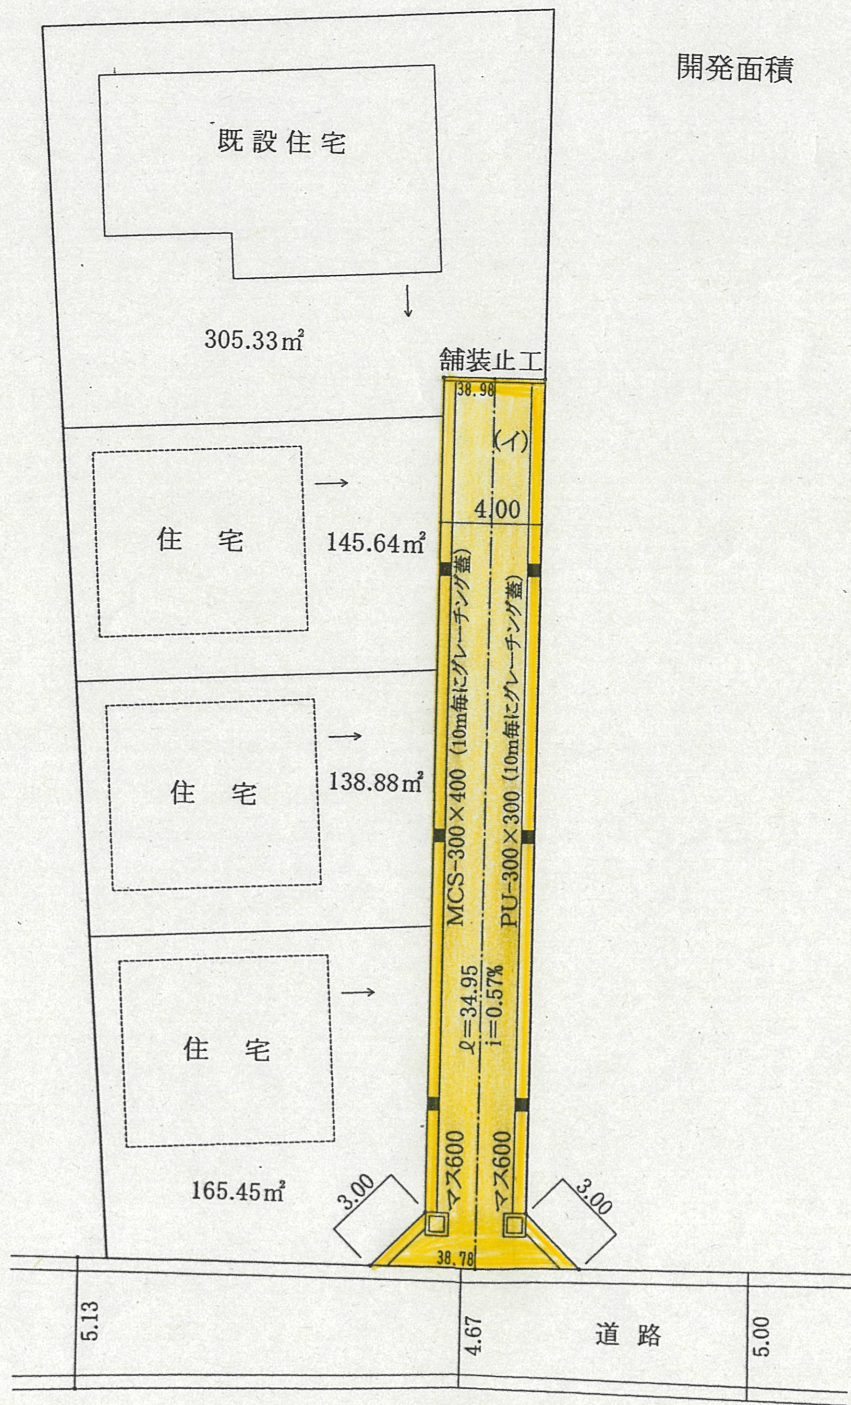 開発面積
既設住宅
305.33㎡
舗装止工
38.98
(イ)
4.00
住 宅
145.64㎡
MCS-300×400 (10m毎にグレーチング蓋)
PU-300×300 (10m毎にグレーチング蓋)
住 宅
138.88㎡
ℓ=34.95
i=0.57%
住 宅
165.45㎡
マス600
マス600
3.00
3.00
38.78
5.13
4.67
道 路
5.00